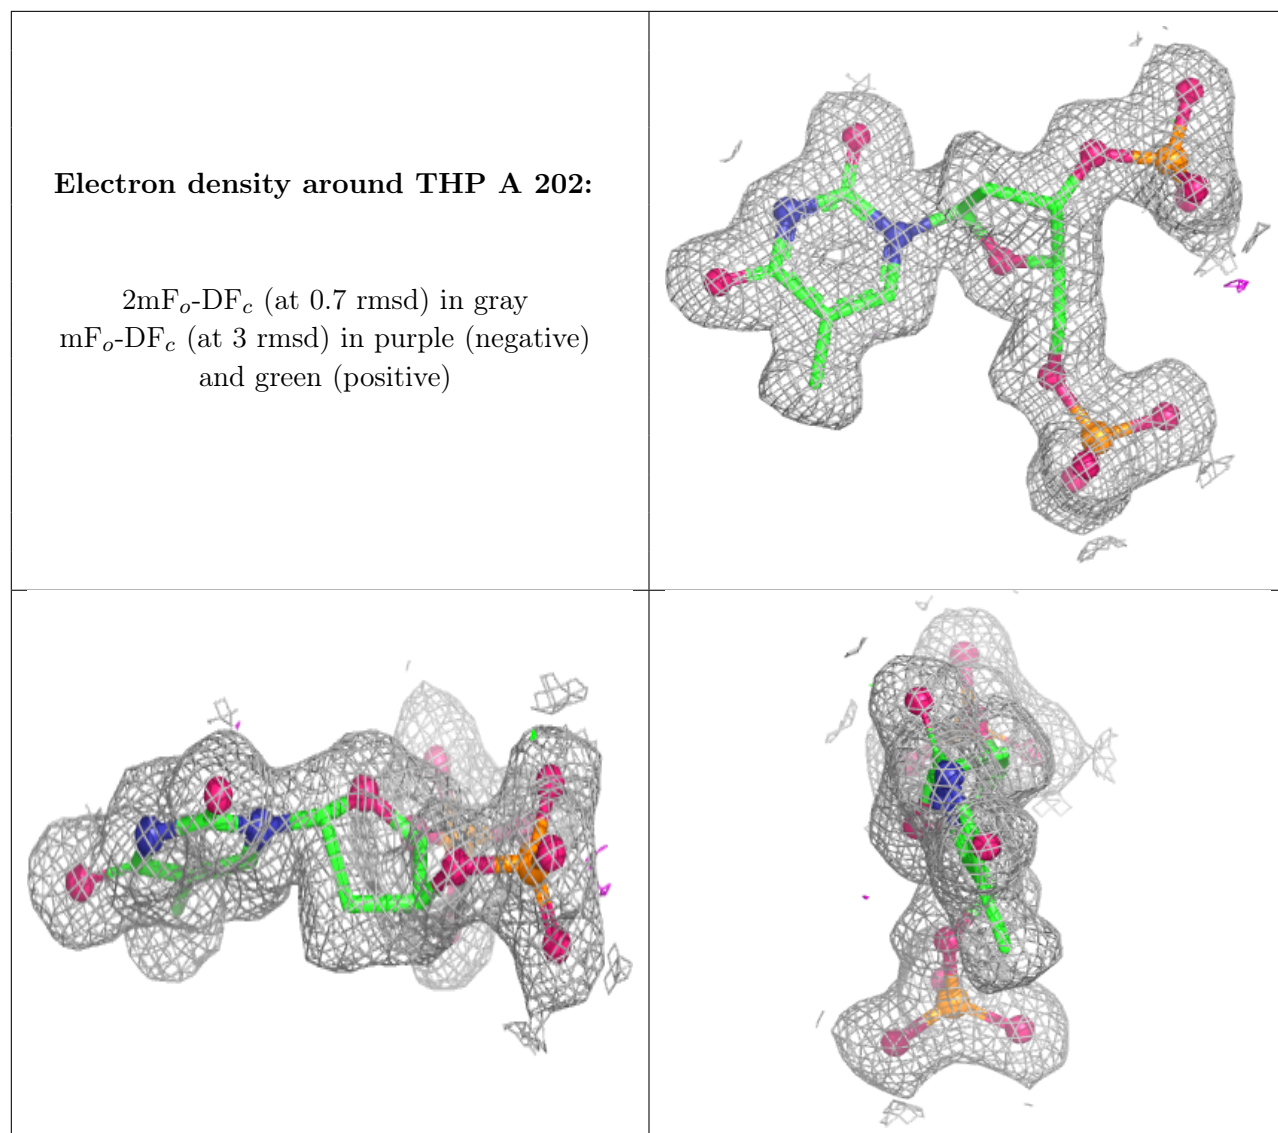 Electron density around THP A 202:
2mFo-DFc (at 0.7 rmsd) in gray
mFo-DFc (at 3 rmsd) in purple (negative)
and green (positive)